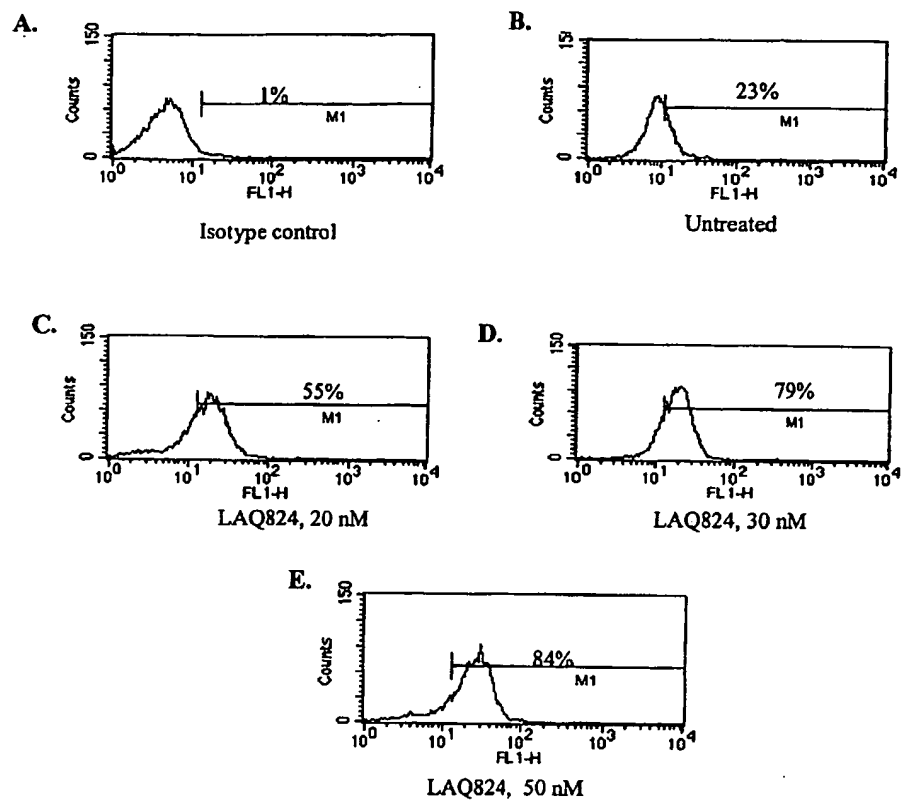 A.
150
Counts
0
1%
M1
10^0 10^1 10^2 10^3 10^4
FL1-H
Isotype control
B.
15
Counts
0
23%
M1
10^0 10^1 10^2 10^3 10^4
FL1-H
Untreated
C.
150
Counts
0
55%
M1
10^0 10^1 10^2 10^3 10^4
FL1-H
LAQ824, 20 nM
D.
150
Counts
0
79%
M1
10^0 10^1 10^2 10^3 10^4
FL1-H
LAQ824, 30 nM
E.
150
Counts
0
84%
M1
10^0 10^1 10^2 10^3 10^4
FL1-H
LAQ824, 50 nM